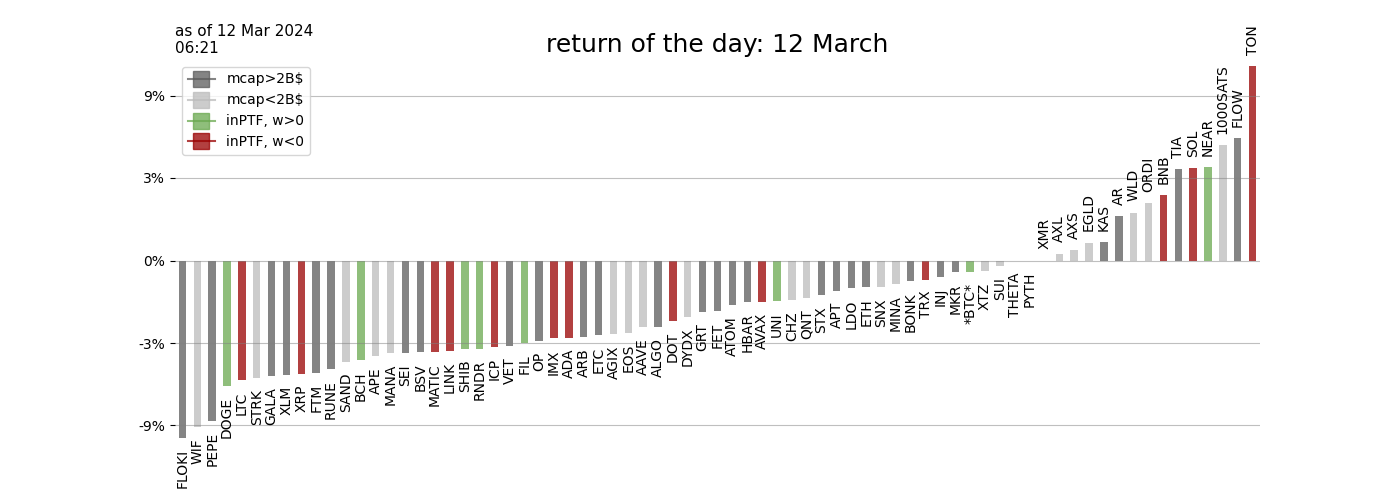 as of 12 Mar 2024
06:21
return of the day: 12 March
mcap>2B$
mcap<2B$
inPTF, w>0
inPTF, w<0
9%
3%
0%
-3%
-9%
FLOKI
WIF
PEPE
DOGE
LTC
STRK
GALA
XLM
XRP
FTM
RUNE
SAND
BCH
APE
MANA
SEI
BSV
MATIC
LINK
SHIB
RNDR
ICP
VET
FIL
OP
IMX
ADA
ARB
ETC
AGIX
EOS
AAVE
ALGO
DOT
DYDX
GRT
FET
ATOM
HBAR
AVAX
UNI
CHZ
QNT
STX
APT
LDO
ETH
SNX
MINA
BONK
TRX
INJ
MKR
*BTC*
XTZ
SUI
THETA
PYTH
XMR
AXL
AXS
EGLD
KAS
AR
WLD
ORDI
BNB
TIA
SOL
NEAR
1000SATS
FLOW
TON